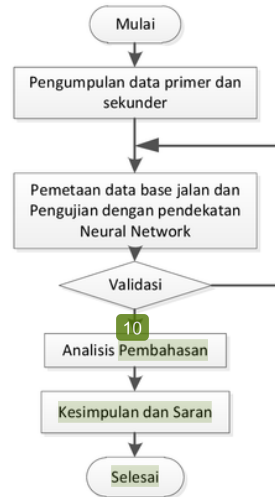 Mulai
Pengumpulan data primer dan
sekunder
Pemetaan data base jalan dan
Pengujian dengan pendekatan
Neural Network
Validasi
10
Analisis Pembahasan
Kesimpulan dan Saran
Selesai